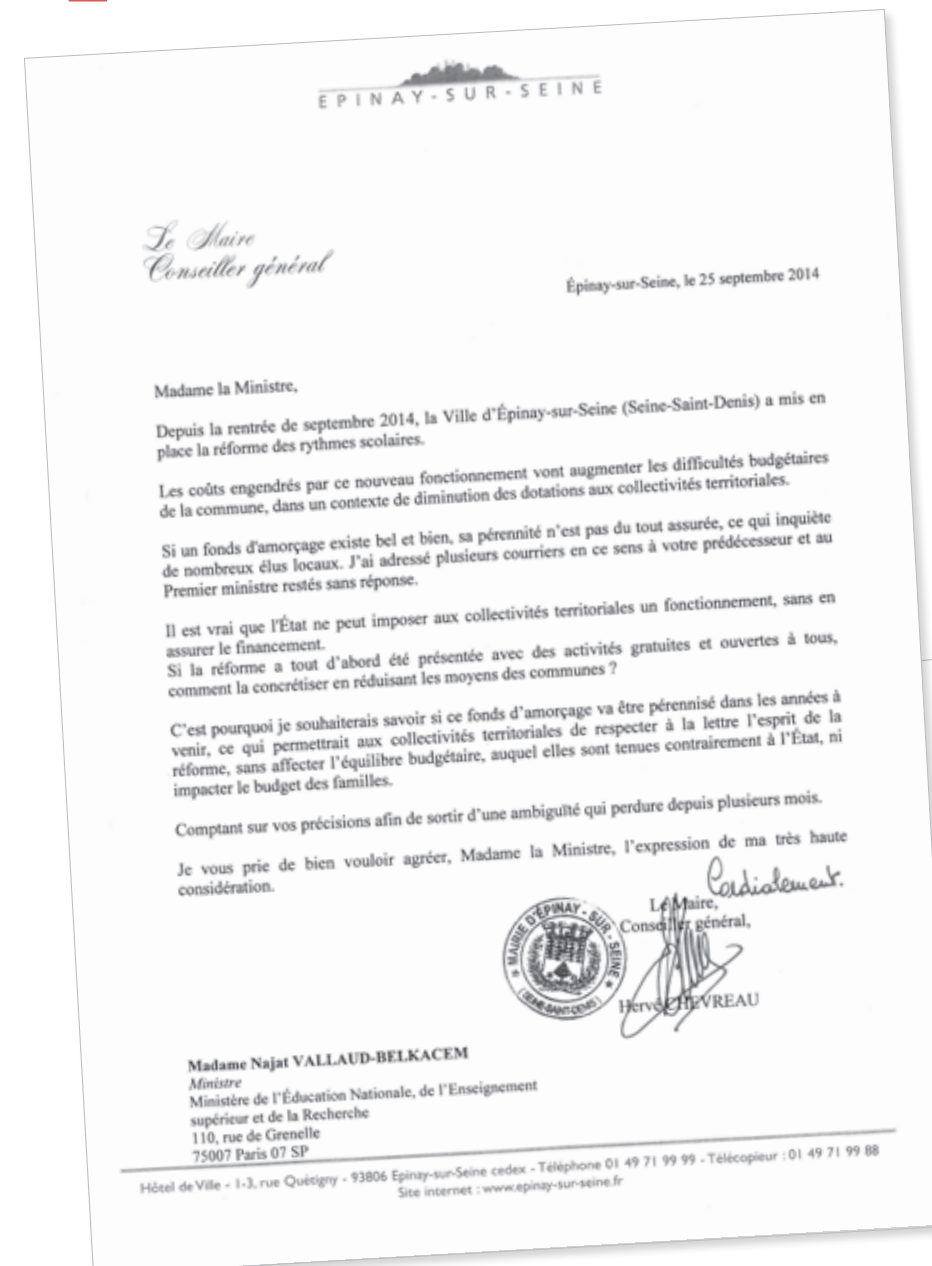 EPINAY-SUR-SEINE
Le Maire
Conseiller général
Épinay-sur-Seine, le 25 septembre 2014
Madame la Ministre,
Depuis la rentrée de septembre 2014, la Ville d’Épinay-sur-Seine (Seine-Saint-Denis) a mis en
place la réforme des rythmes scolaires.
Les coûts engendrés par ce nouveau fonctionnement vont augmenter les difficultés budgétaires
de la commune, dans un contexte de diminution des dotations aux collectivités territoriales.
Si un fonds d'amorçage existe bel et bien, sa pérennité n’est pas du tout assurée, ce qui inquiète
de nombreux élus locaux. J’ai adressé plusieurs courriers en ce sens à votre prédécesseur et au
Premier ministre restés sans réponse.
Il est vrai que l'État ne peut imposer aux collectivités territoriales un fonctionnement, sans en
assurer le financement.
Si la réforme a tout d’abord été présentée avec des activités gratuites et ouvertes à tous,
comment la concrétiser en réduisant les moyens des communes ?
C’est pourquoi je souhaiterais savoir si ce fonds d’amorçage va être pérennisé dans les années à
venir, ce qui permettrait aux collectivités territoriales de respecter à la lettre l’esprit de la
réforme, sans affecter l’équilibre budgétaire, auquel elles sont tenues contrairement à l’État, ni
impacter le budget des familles.
Comptant sur vos précisions afin de sortir d’une ambiguïté qui perdure depuis plusieurs mois.
Je vous prie de bien vouloir agréer, Madame la Ministre, l’expression de ma très haute
considération.
Cordialement.
Le Maire,
Conseiller général,
MAIRIE D'ÉPINAY-SUR-SEINE
(SEINE-SAINT-DENIS)
Hervé CHEVREAU
Madame Najat VALLAUD-BELKACEM
Ministre
Ministère de l’Éducation Nationale, de l’Enseignement
supérieur et de la Recherche
110, rue de Grenelle
75007 Paris 07 SP
Hôtel de Ville - 1-3, rue Quétigny - 93806 Epinay-sur-Seine cedex - Téléphone 01 49 71 99 99 - Télécopieur : 01 49 71 99 88
Site internet : www.epinay-sur-seine.fr